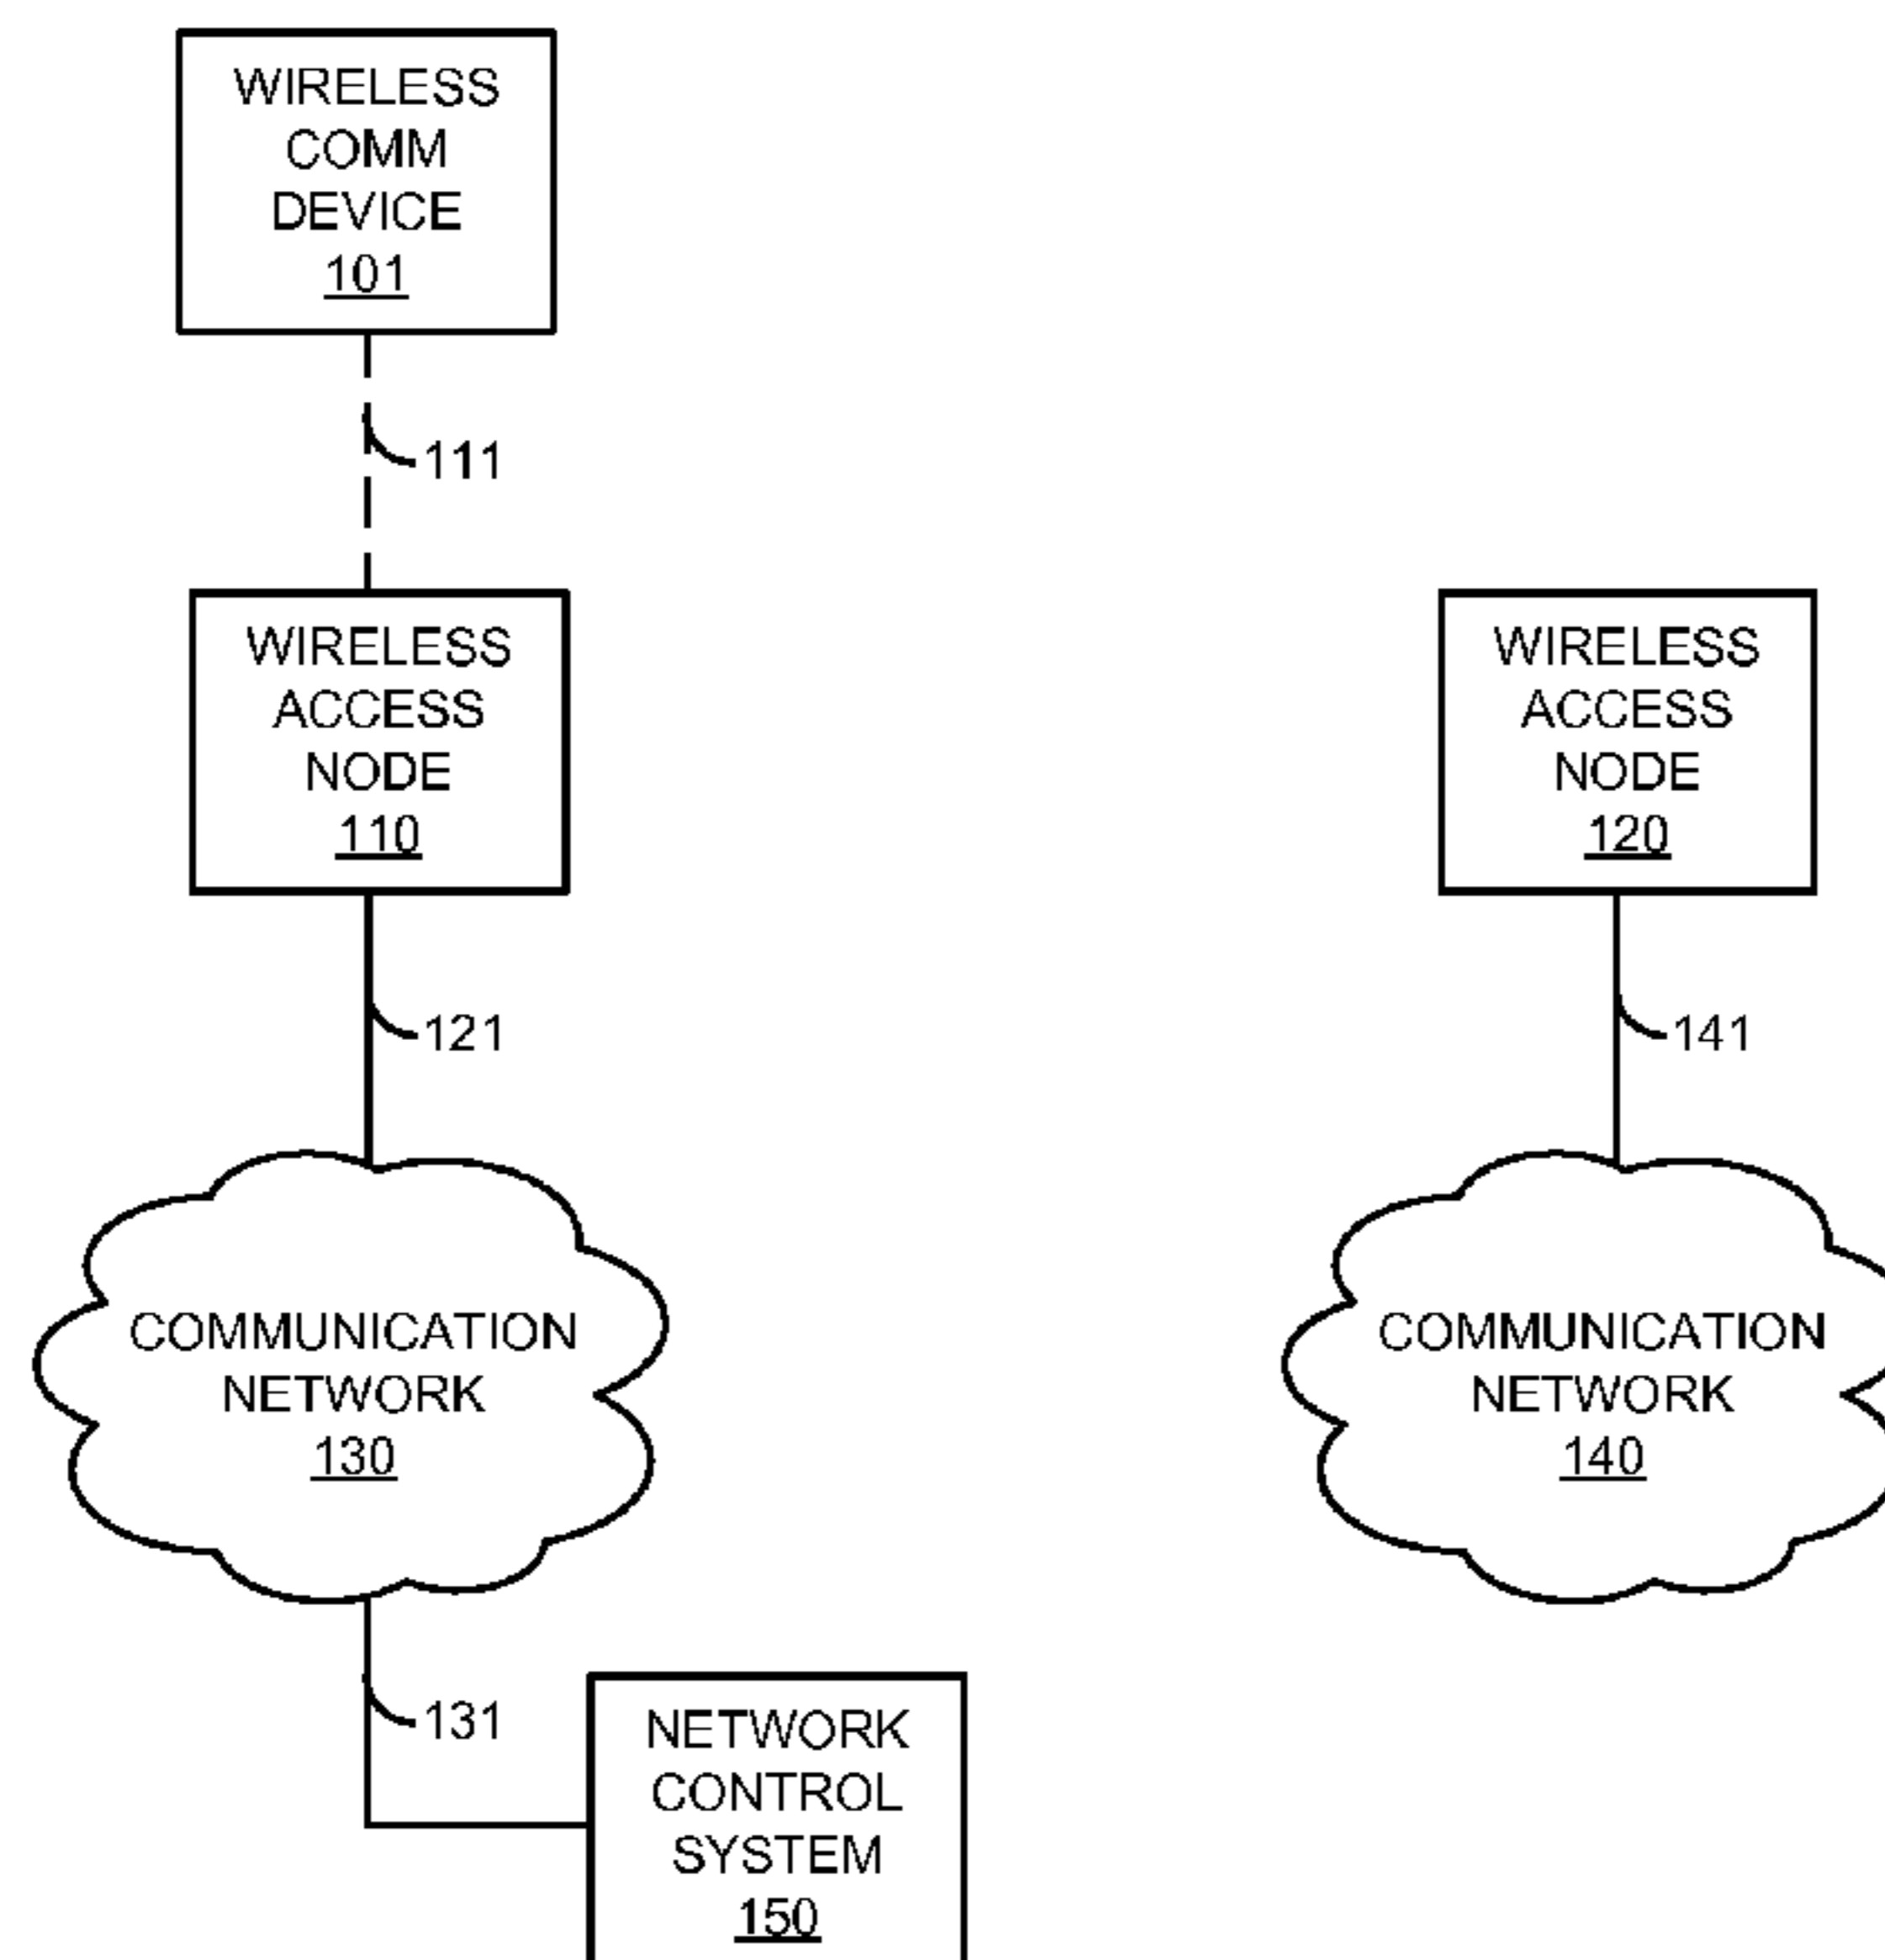 WIRELESS
COMM
DEVICE
101
111
WIRELESS
ACCESS
NODE
110
WIRELESS
ACCESS
NODE
120
121
141
COMMUNICATION
NETWORK
130
COMMUNICATION
NETWORK
140
131
NETWORK
CONTROL
SYSTEM
150